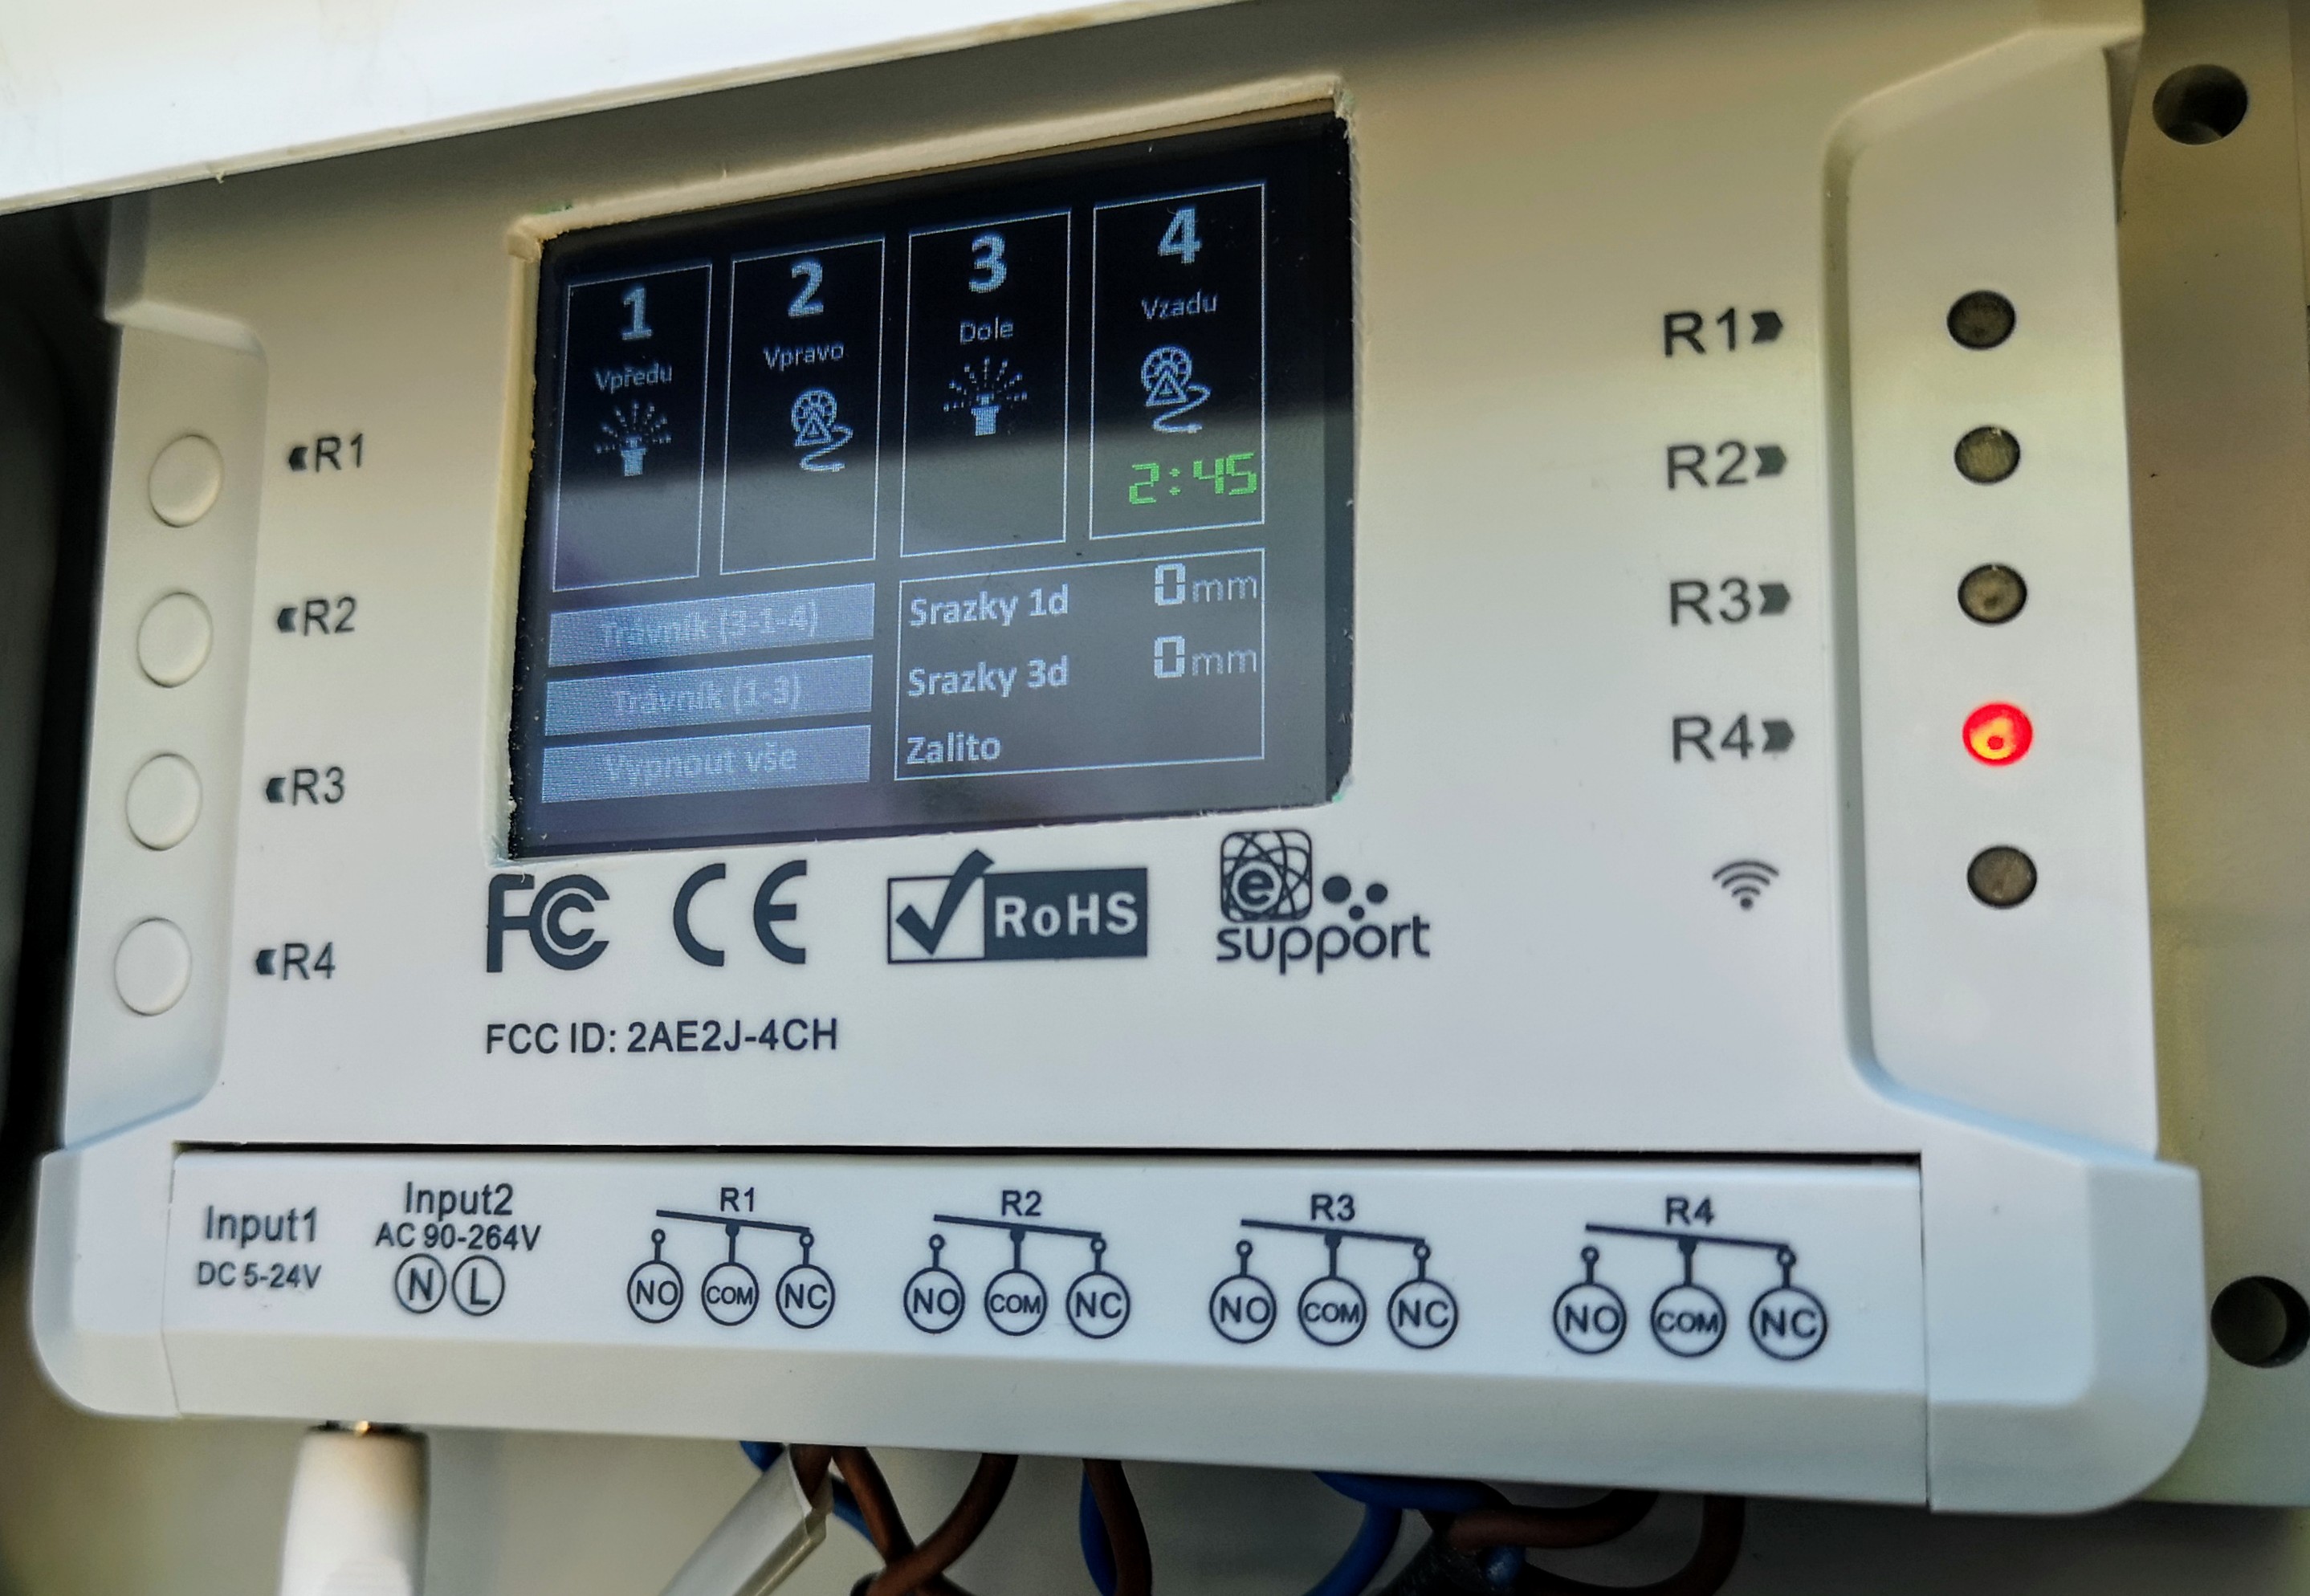 1
Vpředu
2
Vpravo
3
Dole
4
Vzadu
2:45
Trávník (3-1-4)
Trávník (1-3)
Vypnout vše
Srazky 1d 0mm
Srazky 3d 0mm
Zalito
R1
R2
R3
R4
R1
R2
R3
R4
FC CE RoHS e support
FCC ID: 2AE2J-4CH
Input1
DC 5-24V
Input2
AC 90-264V
N L
R1
NO COM NC
R2
NO COM NC
R3
NO COM NC
R4
NO COM NC